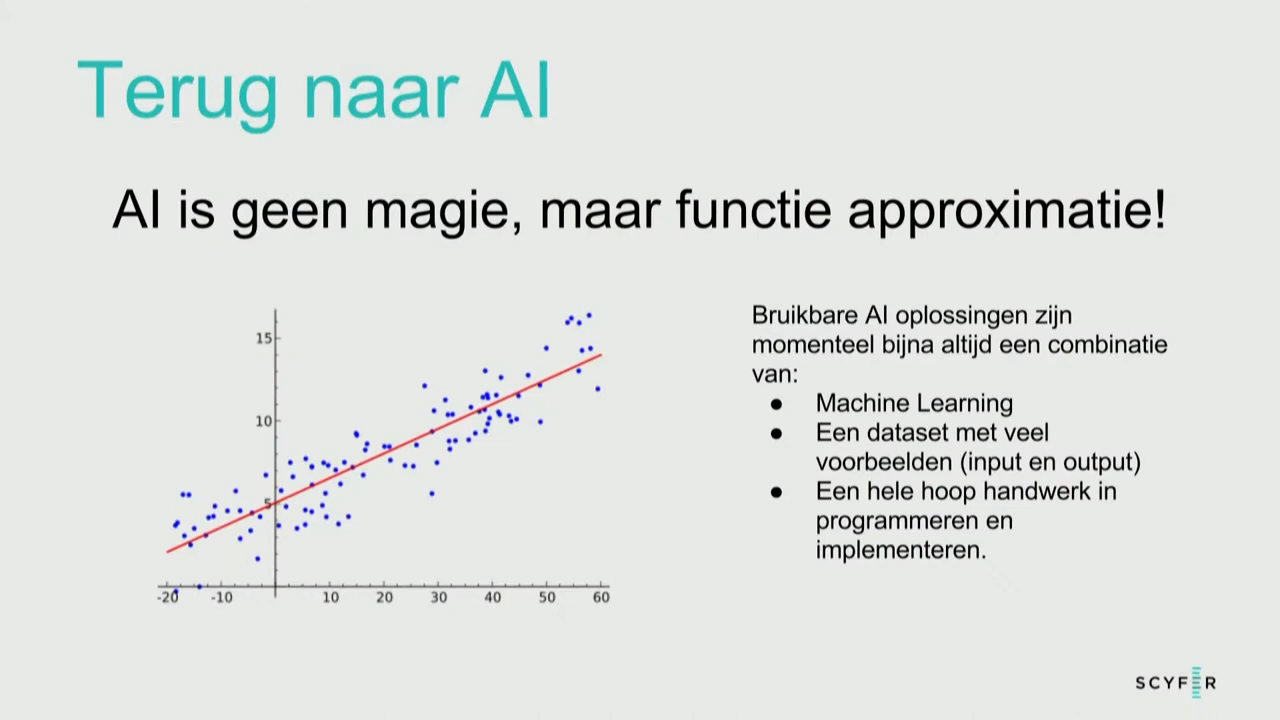 Terug naar AI
AI is geen magie, maar functie approximatie!
15
10
5
-20
-10
10
20
30
40
50
60
Bruikbare AI oplossingen zijn
momenteel bijna altijd een combinatie
van:
● Machine Learning
● Een dataset met veel
voorbeelden (input en output)
● Een hele hoop handwerk in
programmeren en
implementeren.
SCYFER